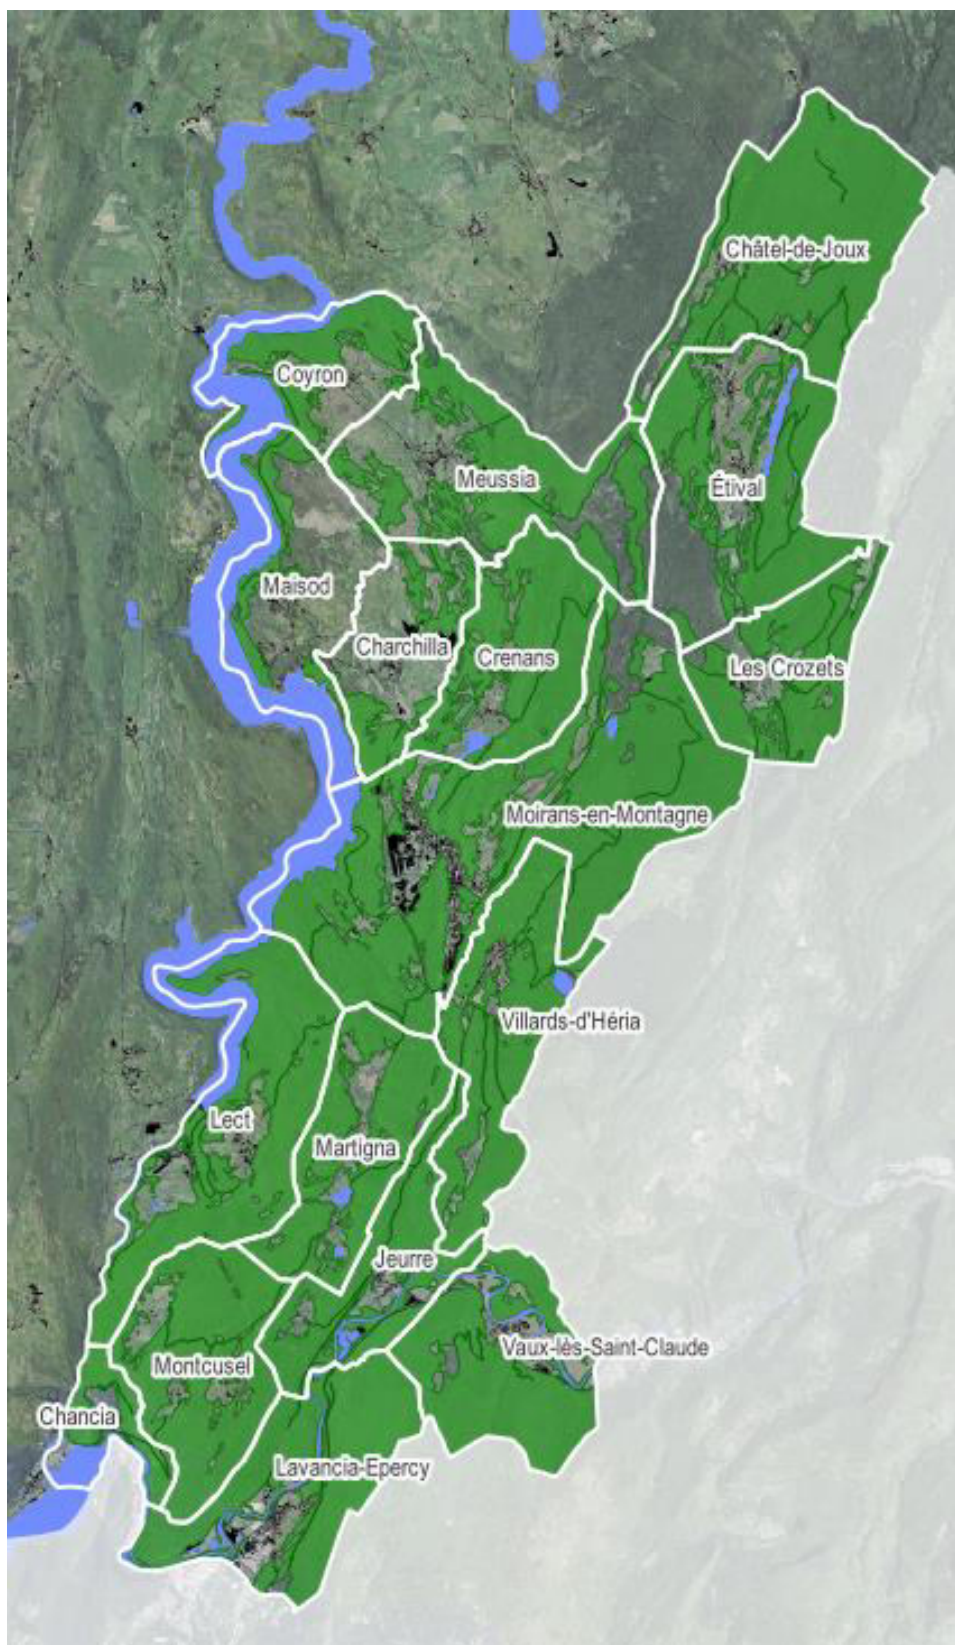 Châtel-de-Joux
Coyron
Meussia
Étival
Maisod
Charchilla
Crenans
Les Crozets
Moirans-en-Montagne
Villards-d'Héria
Lect
Martigna
Jeurre
Vaux-lès-Saint-Claude
Montcusel
Chancia
Lavancia-Epercy